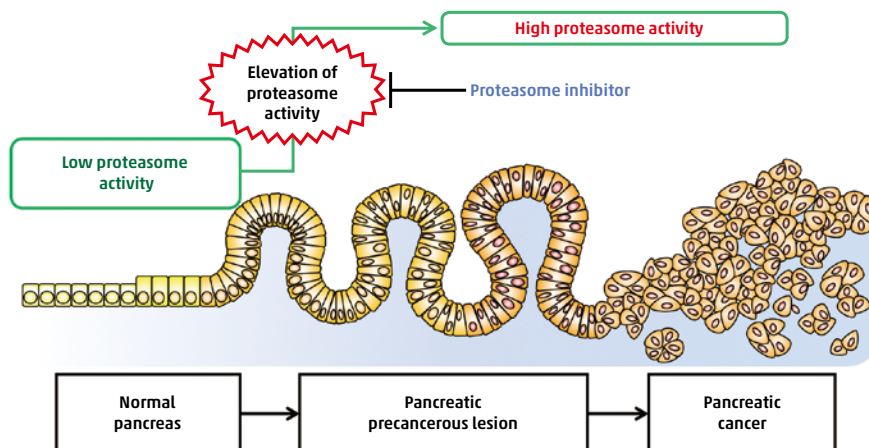 High proteasome activity
Elevation of
proteasome
activity
Proteasome inhibitor
Low proteasome
activity
Normal
pancreas
Pancreatic
precancerous lesion
Pancreatic
cancer